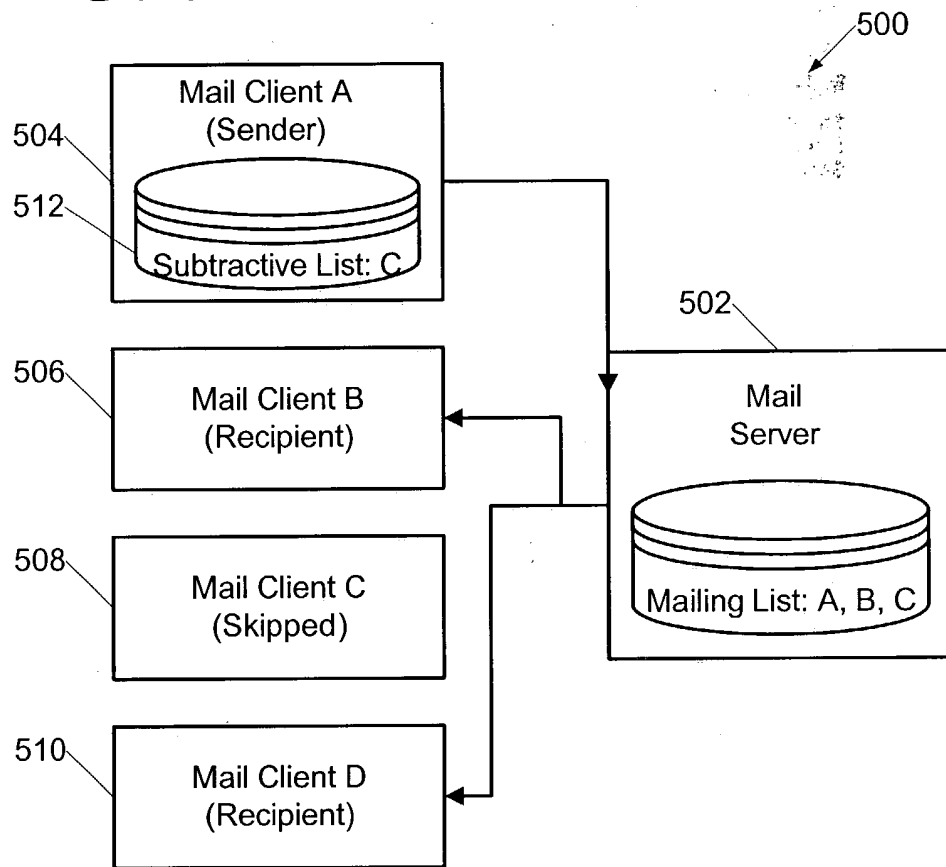 500
Mail Client A
(Sender)
504
512
Subtractive List: C
502
Mail
Server
506
Mail Client B
(Recipient)
508
Mail Client C
(Skipped)
Mailing List: A, B, C
510
Mail Client D
(Recipient)